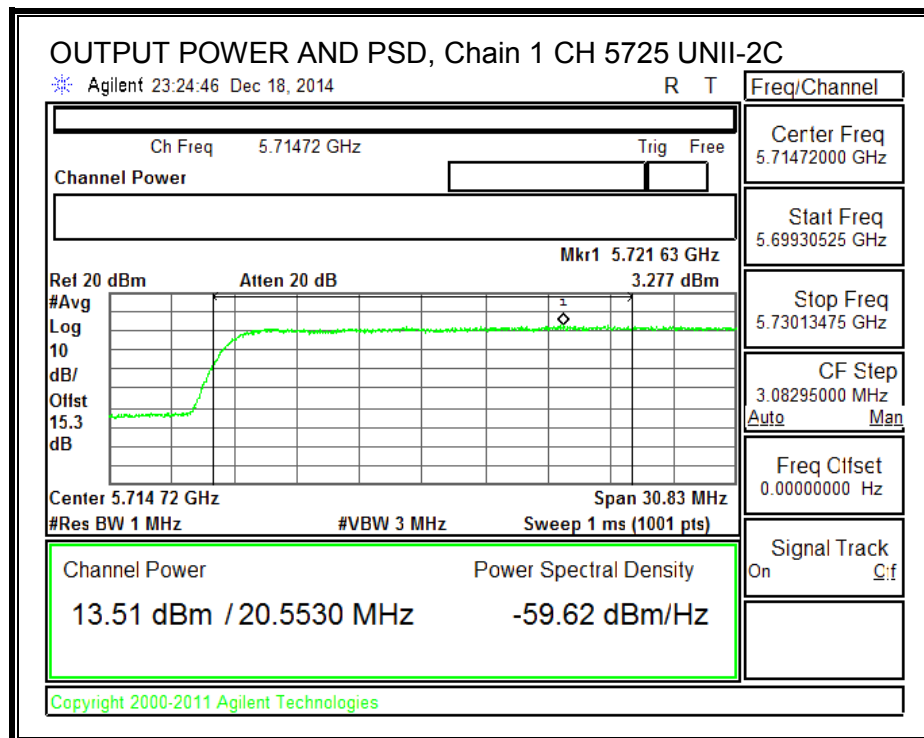 OUTPUT POWER AND PSD, Chain 1 CH 5725 UNII-2C
Agilent 23:24:46 Dec 18, 2014 R T
Ch Freq 5.71472 GHz Trig Free
Channel Power
Mkr1 5.721 63 GHz
Ref 20 dBm Atten 20 dB 3.277 dBm
#Avg
Log
10
dB/
Offst
15.3
dB
1
Center 5.714 72 GHz Span 30.83 MHz
#Res BW 1 MHz #VBW 3 MHz Sweep 1 ms (1001 pts)
Channel Power Power Spectral Density
13.51 dBm / 20.5530 MHz -59.62 dBm/Hz
Copyright 2000-2011 Agilent Technologies
Freq/Channel
Center Freq
5.71472000 GHz
Start Freq
5.69930525 GHz
Stop Freq
5.73013475 GHz
CF Step
3.08295000 MHz
Auto Man
Freq Offset
0.00000000 Hz
Signal Track
On Off